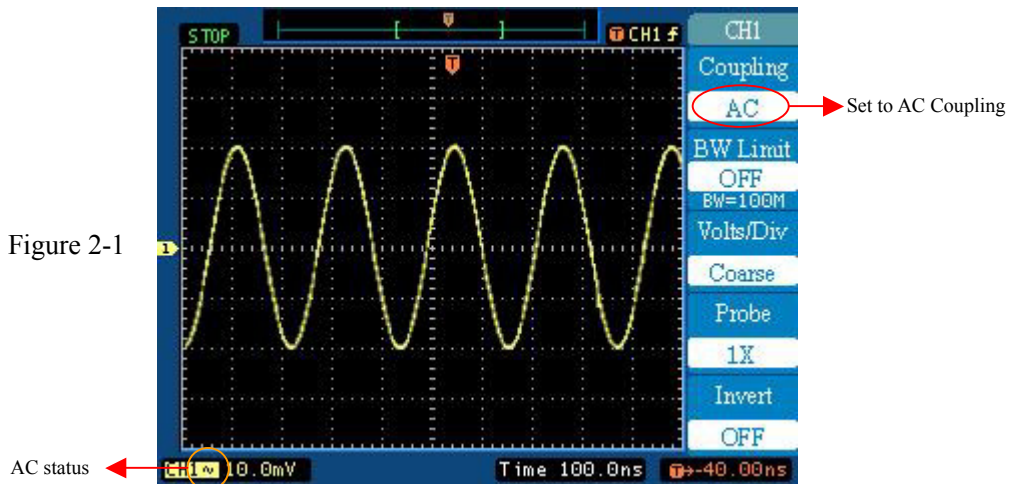 STOP
T
T CH1
CH1
Coupling
AC
Set to AC Coupling
BW Limit
OFF
BW=100M
Volts/Div
Coarse
Probe
1X
Invert
OFF
T
1
Figure 2-1
AC status
CH1~ 10.0mV
Time 100.0ns
T→-40.00ns